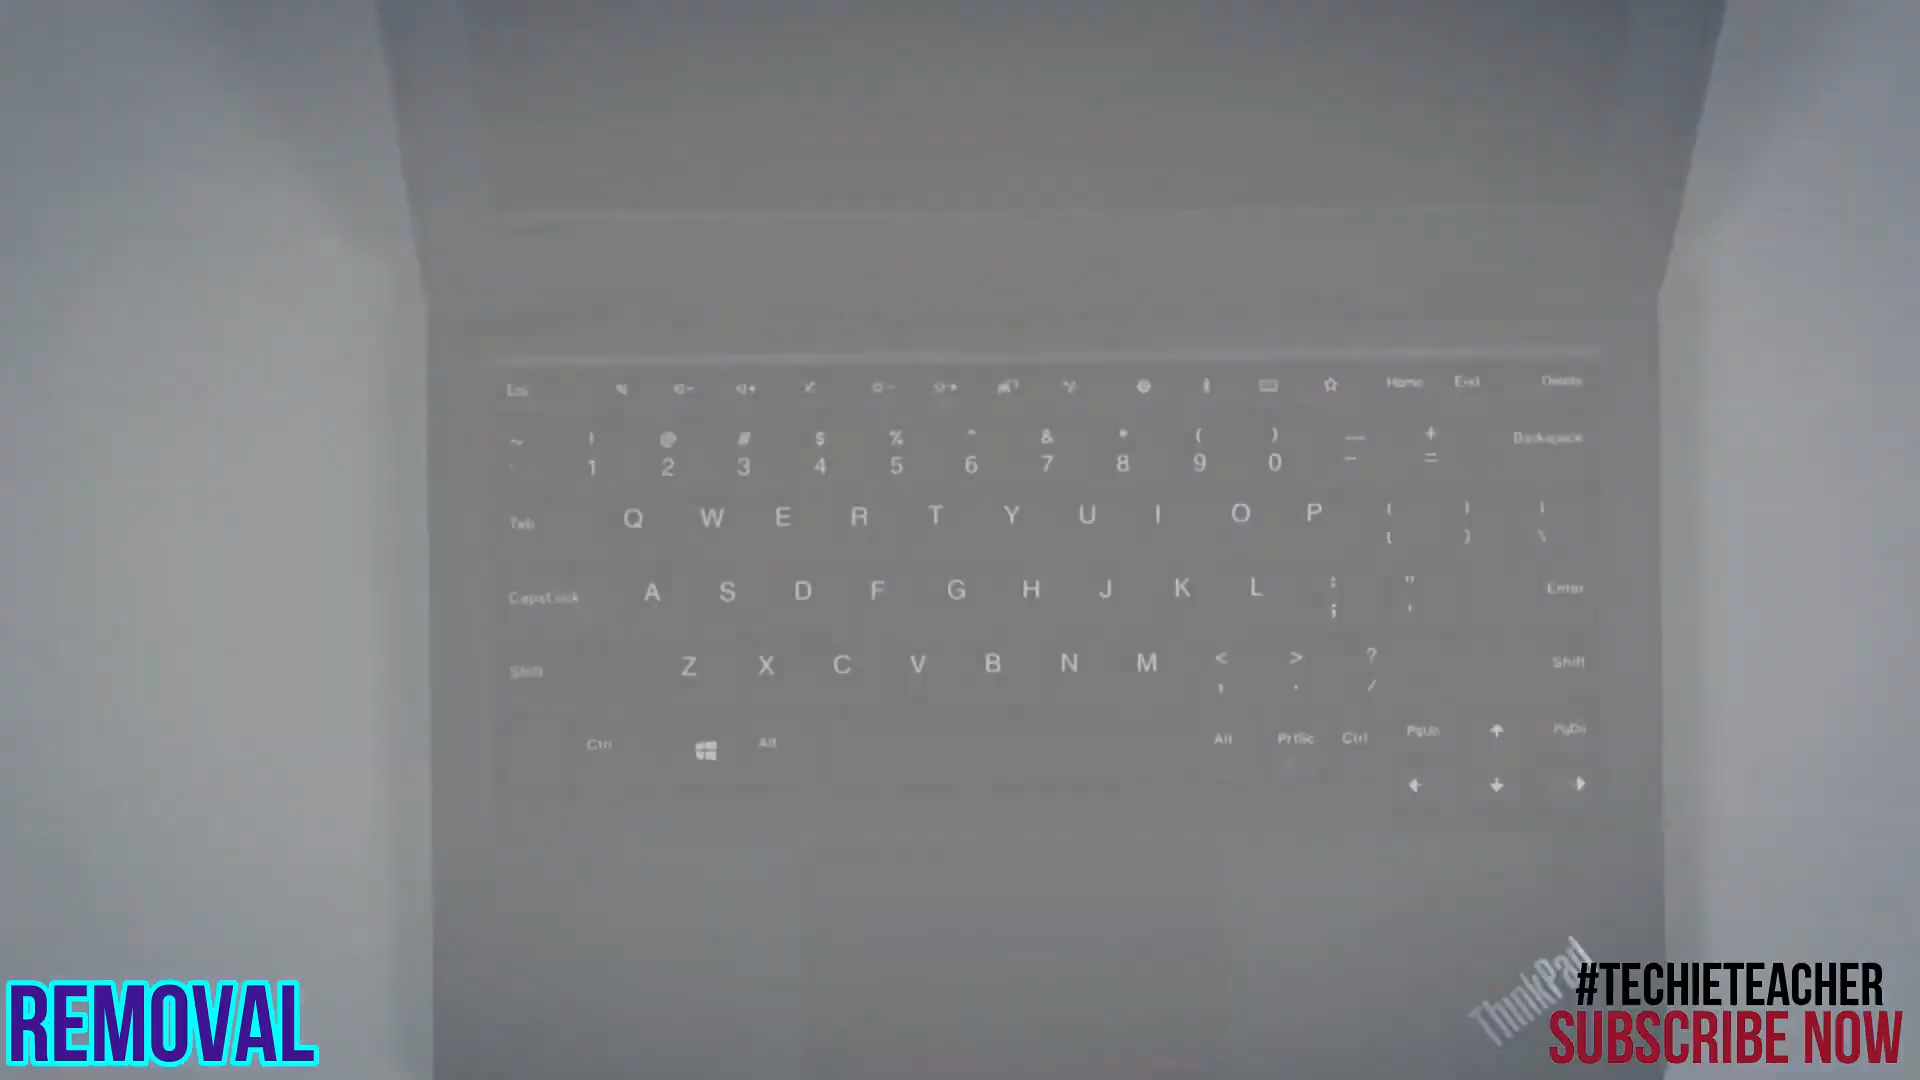 Esc Home End Delete
~ ! @ # $ % ^ & * ( ) — + Backspace
1 2 3 4 5 6 7 8 9 0 - =
Tab Q W E R T Y U I O P
\
CapsLock A S D F G H J K L : " Enter
; '
Shift Z X C V B N M < > ? Shift
, . /
Ctrl Alt Alt PrtSc Ctrl PgUp PgDn
ThinkPad
#TECHIETEACHER
REMOVAL
SUBSCRIBE NOW